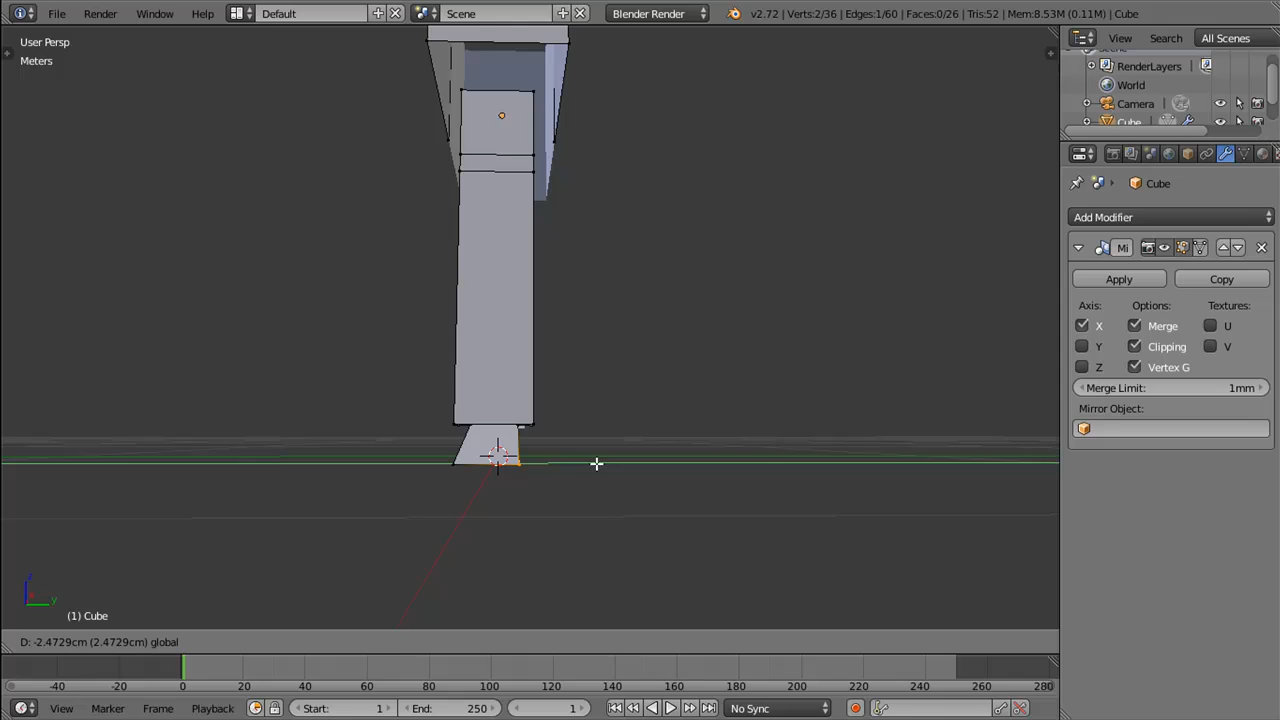 File Render Window Help Default Scene Blender Render v2.72 | Verts:2/36 | Edges:1/60 | Faces:0/26 | Tris:52 | Mem:8.53M (0.11M) | Cube
User Persp
Meters
View Search All Scenes
RenderLayers
World
Camera
Cube
Cube
Add Modifier
Mi
Apply Copy
Axis: Options: Textures:
X Merge U
Y Clipping V
Z Vertex G
Merge Limit: 1mm
Mirror Object:
z
y
(1) Cube
D: -2.4729cm (2.4729cm) global
-40 -20 0 20 40 60 80 100 120 140 160 180 200 220 240 260 280
View Marker Frame Playback Start: 1 End: 250 1 No Sync